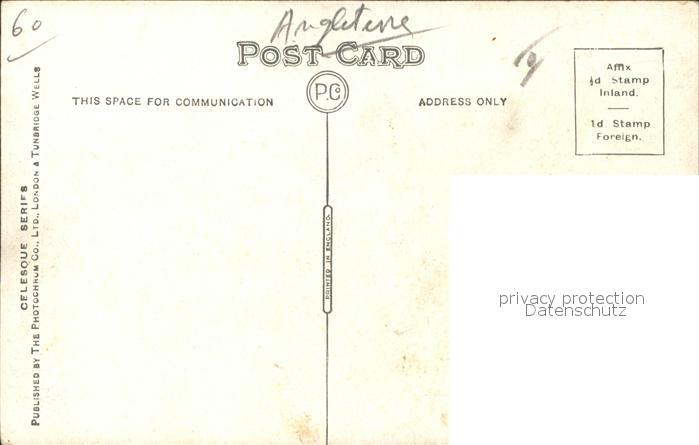 60
Angleterre
POST CARD
P.Co.
THIS SPACE FOR COMMUNICATION
ADDRESS ONLY
Affix
½d Stamp
Inland.
1d Stamp
Foreign.
CELESQUE SERIES
PUBLISHED BY THE PHOTOCHROM CO., LTD., LONDON & TUNBRIDGE WELLS
PRINTED IN ENGLAND.
privacy protection
Datenschutz